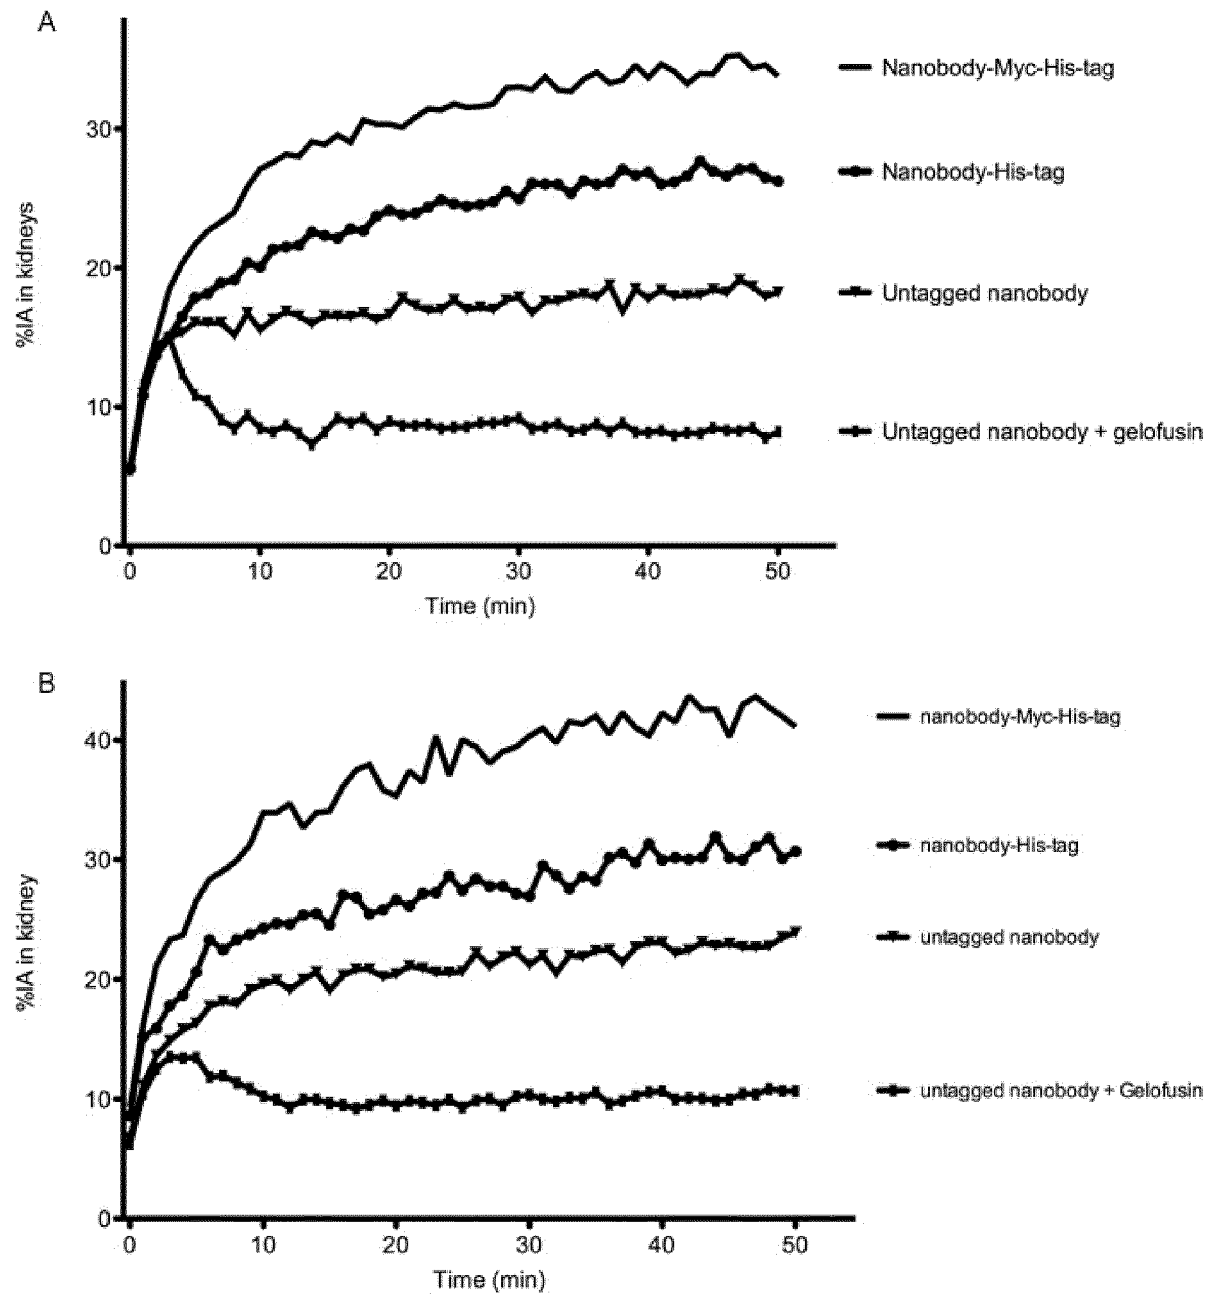 A
Nanobody-Myc-His-tag
30
Nanobody-His-tag
%IA in kidneys
20
Untagged nanobody
10
Untagged nanobody + gelofusin
0
0 10 20 30 40 50
Time (min)
B
nanobody-Myc-His-tag
40
nanobody-His-tag
30
%IA in kidney
untagged nanobody
20
10
untagged nanobody + Gelofusin
0
0 10 20 30 40 50
Time (min)